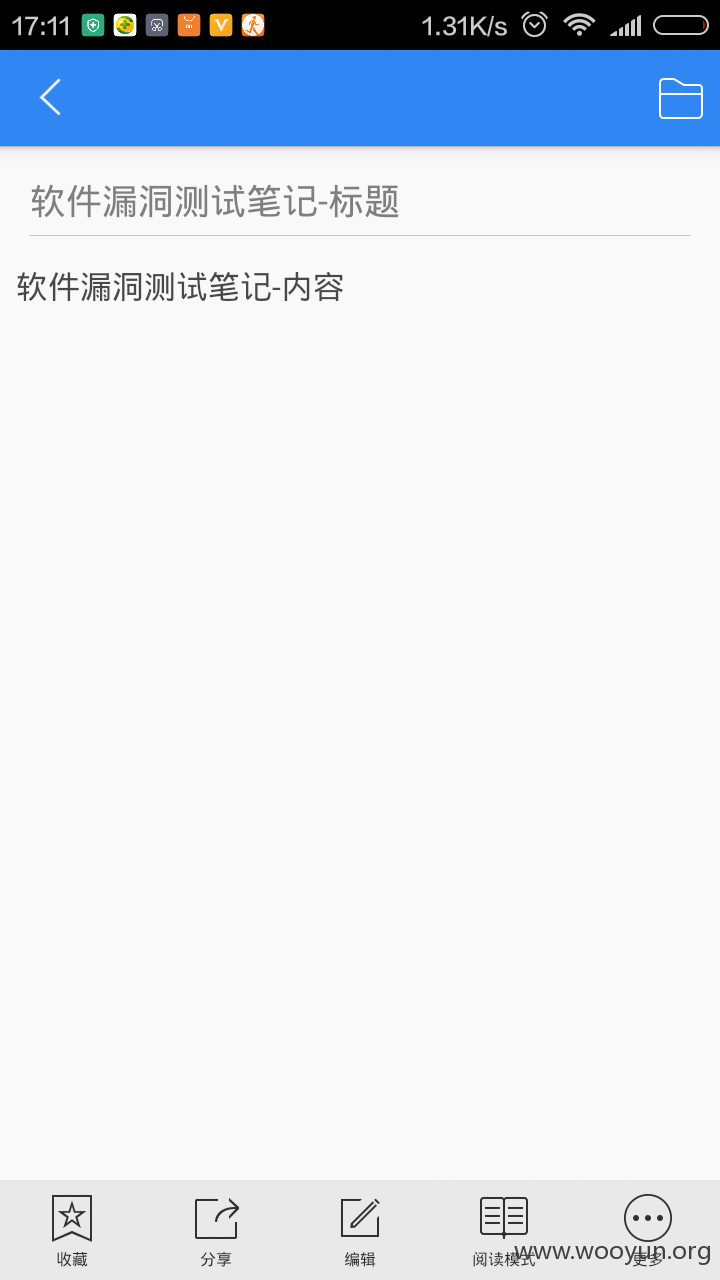 17:11 1.31K/s
软件漏洞测试笔记-标题
软件漏洞测试笔记-内容
收藏 分享 编辑 阅读模式 更多
www.wooyun.org